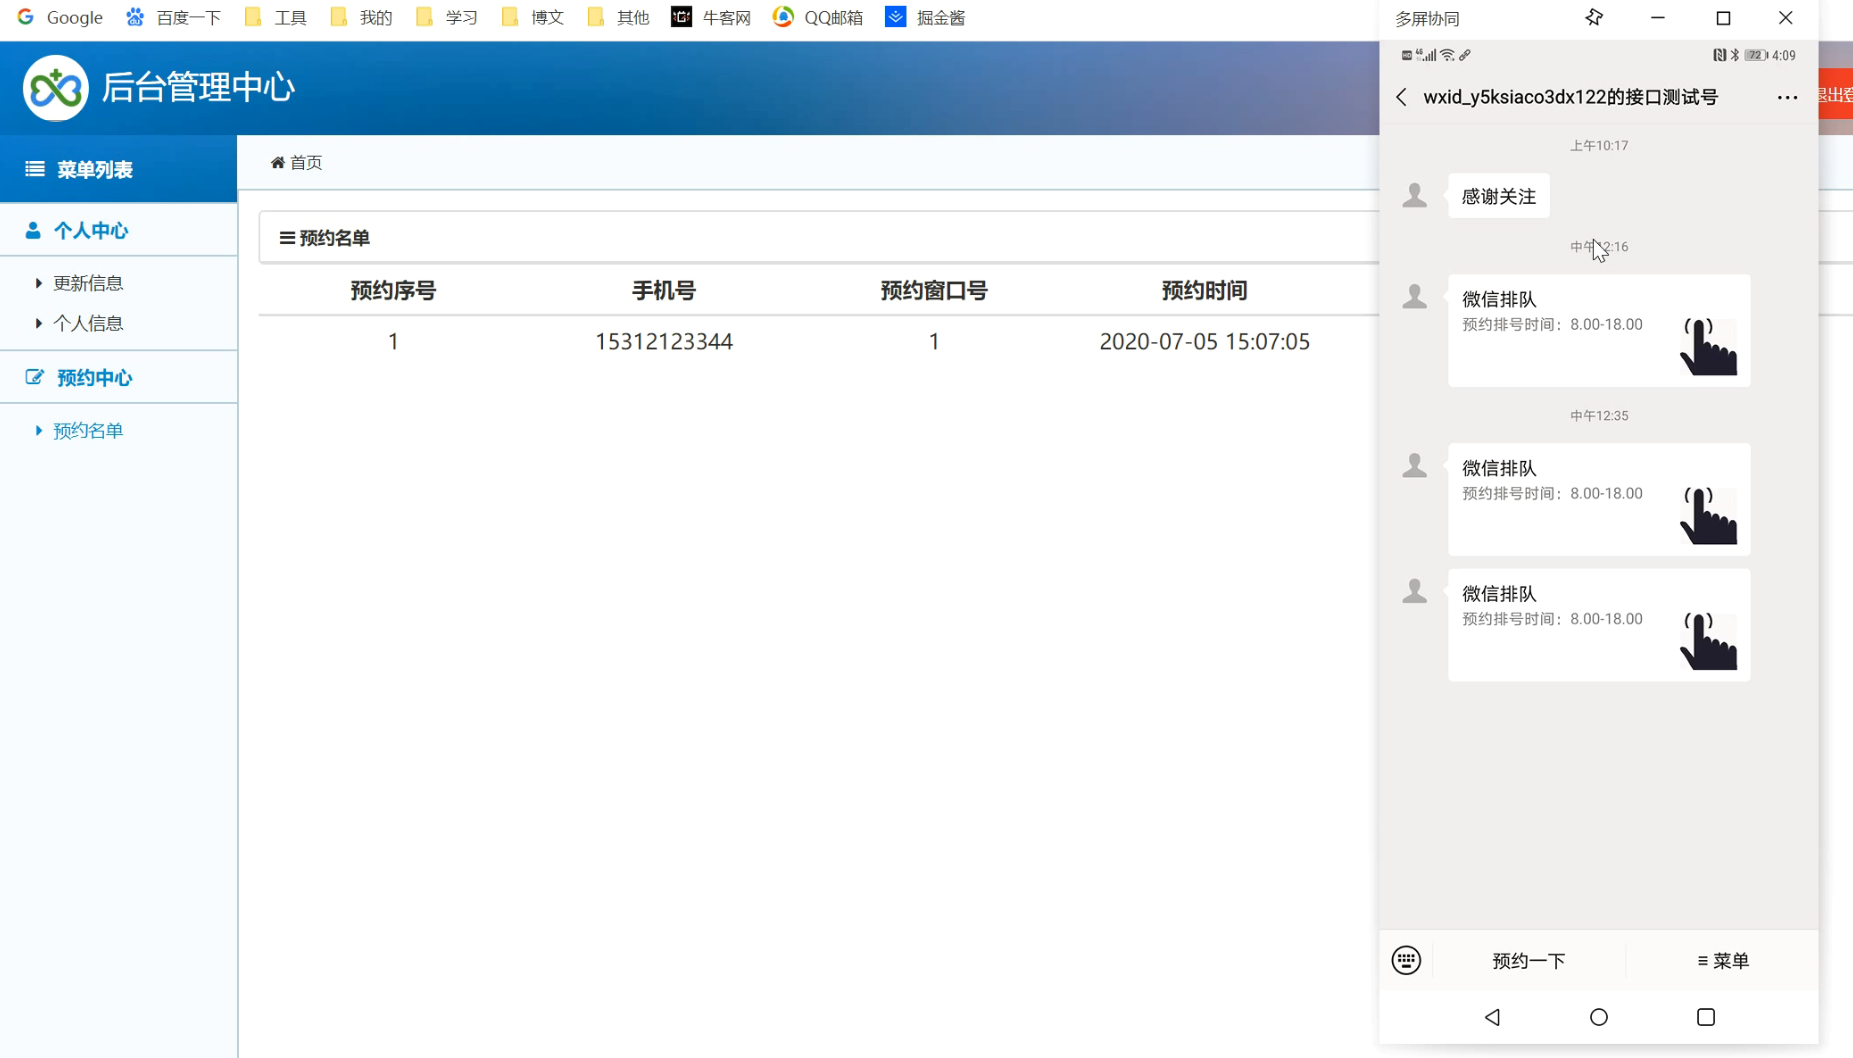 Google 百度一下 工具 我的 学习 博文 其他 牛客网 QQ邮箱 掘金酱
后台管理中心
菜单列表
个人中心
更新信息
个人信息
预约中心
预约名单
首页
预约名单
预约序号 手机号 预约窗口号 预约时间
1 15312123344 1 2020-07-05 15:07:05
多屏协同
HD 4G 72 4:09
wxid_y5ksiaco3dx122的接口测试号
上午10:17
感谢关注
中午12:16
微信排队
预约排号时间：8.00-18.00
中午12:35
微信排队
预约排号时间：8.00-18.00
微信排队
预约排号时间：8.00-18.00
预约一下 菜单